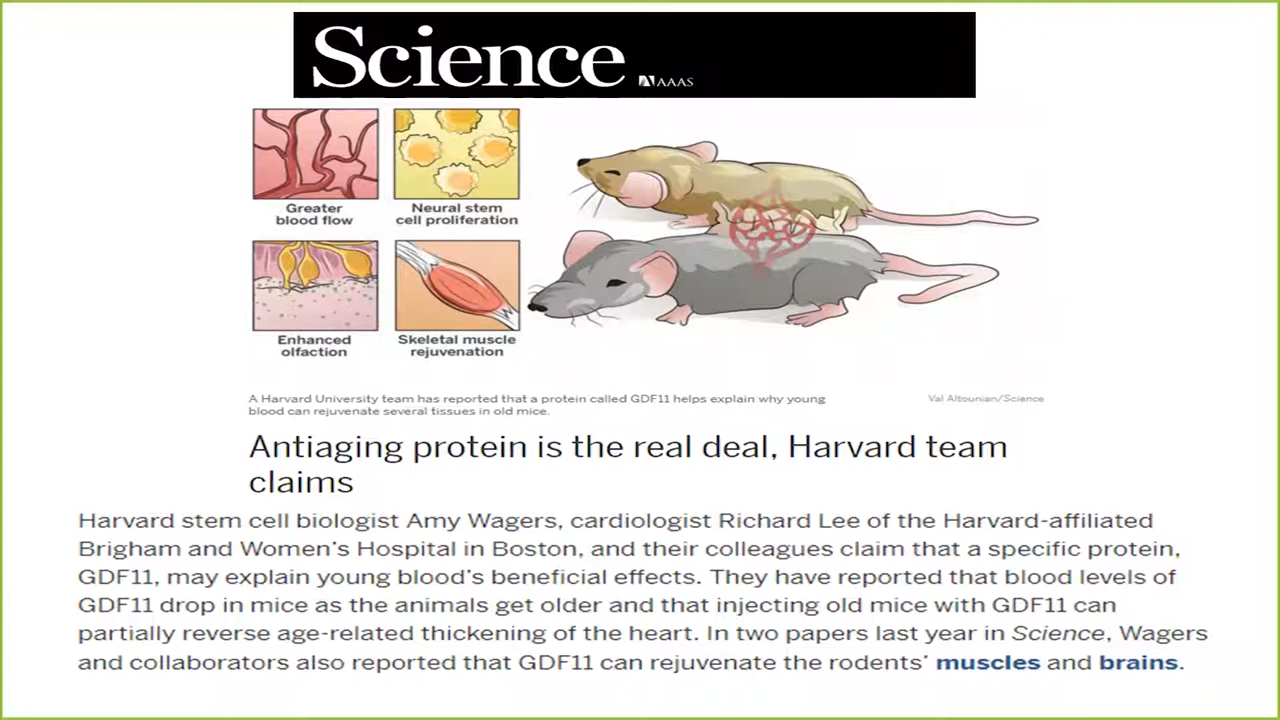 Science
AAAS
Greater
blood flow
Neural stem
cell proliferation
Enhanced
olfaction
Skeletal muscle
rejuvenation
A Harvard University team has reported that a protein called GDF11 helps explain why young
blood can rejuvenate several tissues in old mice.
Val Altounian/Science
Antiaging protein is the real deal, Harvard team
claims
Harvard stem cell biologist Amy Wagers, cardiologist Richard Lee of the Harvard-affiliated
Brigham and Women's Hospital in Boston, and their colleagues claim that a specific protein,
GDF11, may explain young blood's beneficial effects. They have reported that blood levels of
GDF11 drop in mice as the animals get older and that injecting old mice with GDF11 can
partially reverse age-related thickening of the heart. In two papers last year in Science, Wagers
and collaborators also reported that GDF11 can rejuvenate the rodents' muscles and brains.